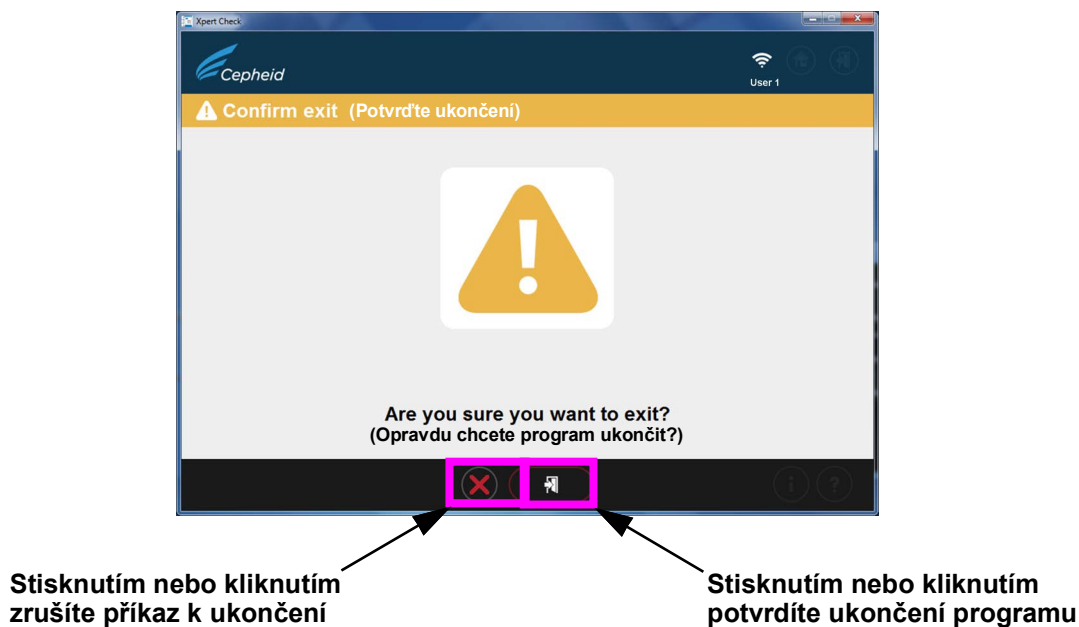 Xpert Check
Cepheid
User 1
Confirm exit (Potvrďte ukončení)
Are you sure you want to exit?
(Opravdu chcete program ukončit?)
i ?
Stisknutím nebo kliknutím
zrušíte příkaz k ukončení
Stisknutím nebo kliknutím
potvrdíte ukončení programu